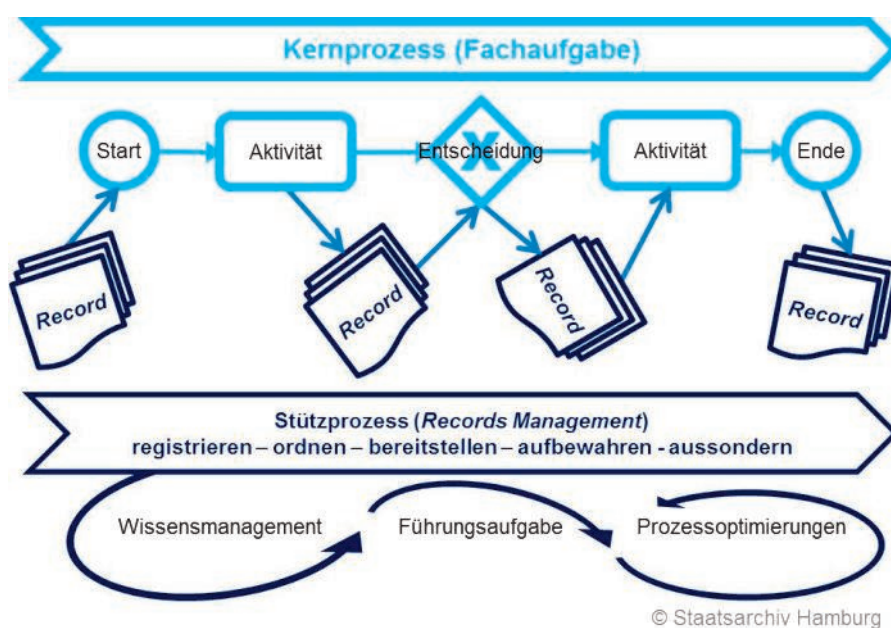 Kernprozess (Fachaufgabe)
Start
Aktivität
X
Entscheidung
Aktivität
Ende
Record
Record
Record
Record
Stützprozess (Records Management)
registrieren – ordnen – bereitstellen – aufbewahren - aussondern
Wissensmanagement
Führungsaufgabe
Prozessoptimierungen
© Staatsarchiv Hamburg